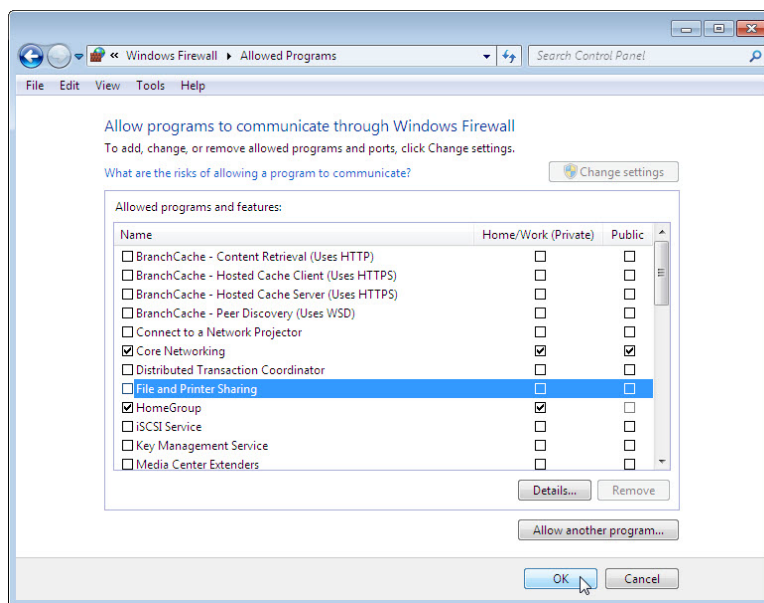 « Windows Firewall ▸ Allowed Programs
Search Control Panel
File Edit View Tools Help
Allow programs to communicate through Windows Firewall
To add, change, or remove allowed programs and ports, click Change settings.
What are the risks of allowing a program to communicate?
Change settings
Allowed programs and features:
Name Home/Work (Private) Public
BranchCache - Content Retrieval (Uses HTTP)
BranchCache - Hosted Cache Client (Uses HTTPS)
BranchCache - Hosted Cache Server (Uses HTTPS)
BranchCache - Peer Discovery (Uses WSD)
Connect to a Network Projector
Core Networking
Distributed Transaction Coordinator
File and Printer Sharing
HomeGroup
iSCSI Service
Key Management Service
Media Center Extenders
Details... Remove
Allow another program...
OK Cancel